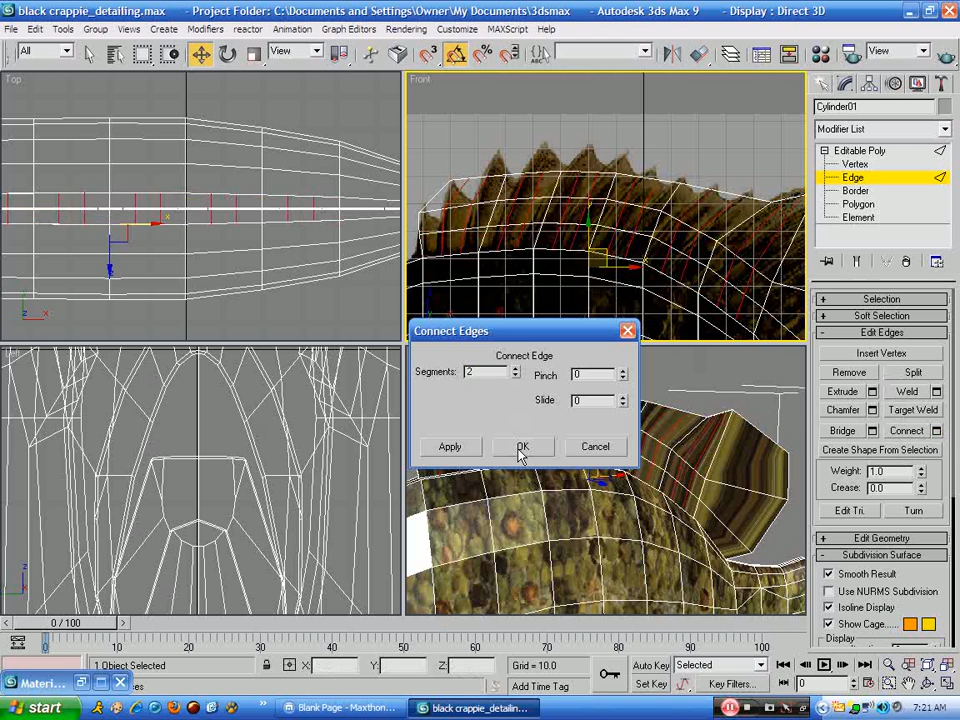 black crappie_detailing.max - Project Folder: C:\Documents and Settings\Owner\My Documents\3dsmax - Autodesk 3ds Max 9 - Display : Direct 3D
File Edit Tools Group Views Create Modifiers reactor Animation Graph Editors Rendering Customize MAXScript Help
All View View
Top
Front
Left
Cylinder01
Modifier List
Editable Poly
Vertex
Edge
Border
Polygon
Element
+ Selection
+ Soft Selection
- Edit Edges
Insert Vertex
Remove Split
Extrude Weld
Chamfer Target Weld
Bridge Connect
Create Shape From Selection
Weight: 1.0
Crease: 0.0
Edit Tri. Turn
+ Edit Geometry
- Subdivision Surface
Smooth Result
Use NURMS Subdivision
Isoline Display
Show Cage......
Display
Connect Edges
Connect Edge
Segments: 2 Pinch 0
Slide 0
Apply OK Cancel
0 / 100
0 10 20 30 40 50 60 70 80 90 100
1 Object Selected X: Y: Z: Grid = 10.0 Auto Key Selected
Add Time Tag Set Key Key Filters... 0
Materi...
start Blank Page - Maxthon... black crappie_detailin... 7:21 AM